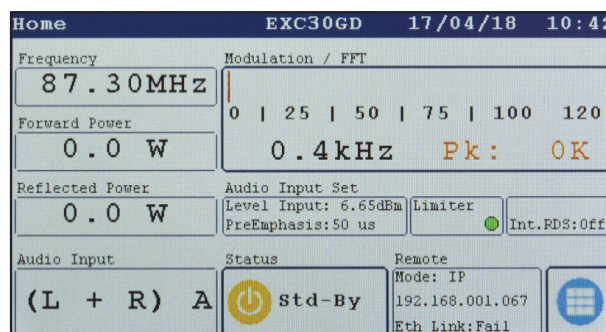 Home EXC30GD 17/04/18 10:42
Frequency
87.30MHz
Modulation / FFT
0 | 25 | 50 | 75 | 100 120
0.4kHz Pk: 0K
Forward Power
0.0 W
Reflected Power
0.0 W
Audio Input Set
Level Input: 6.65dBm
PreEmphasis:50 us
Limiter
Int.RDS:Off
Audio Input
(L + R) A
Status
Std-By
Remote
Mode: IP
192.168.001.067
Eth Link:Fail